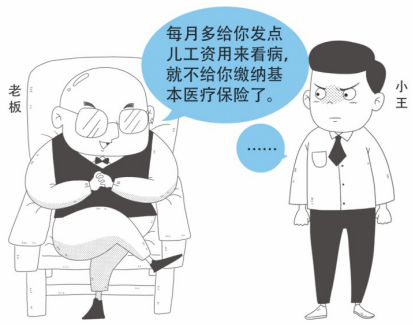 每月多给你发点
儿工资用来看病，
就不给你缴纳基
本医疗保险了。
老板
小王
……